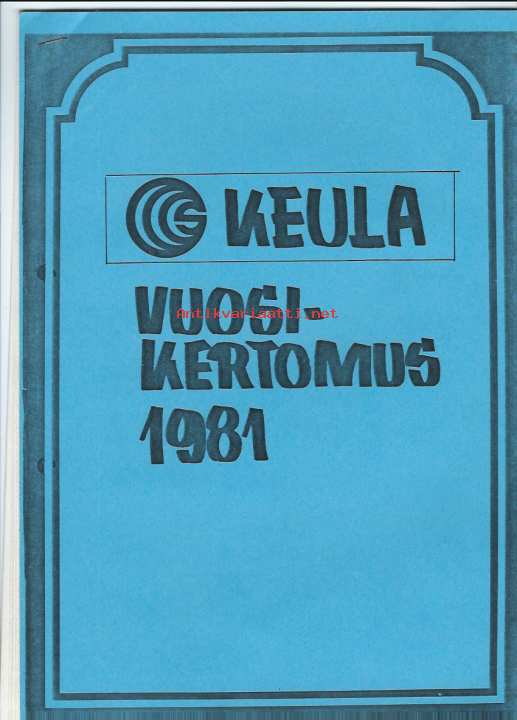 KEULA
VUOSI-
Antikvariaatti.net
KERTOMUS
1981